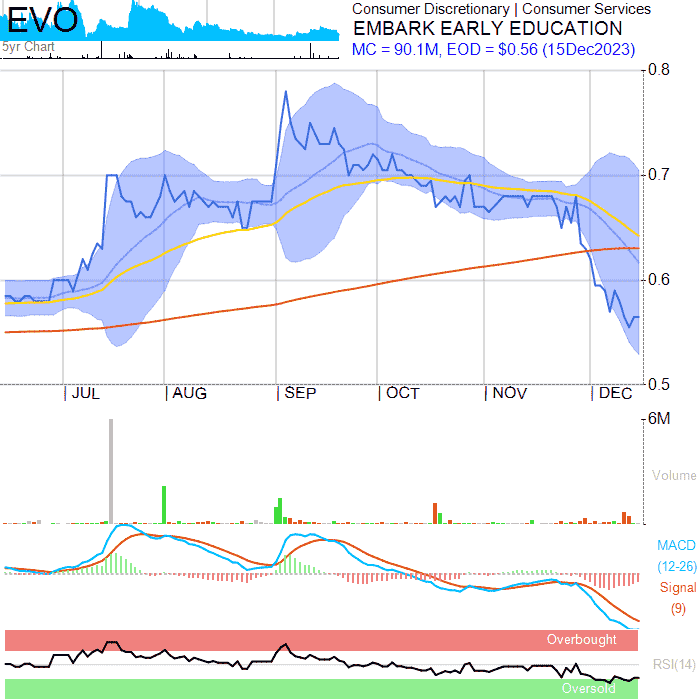 EVO
5yr Chart
Consumer Discretionary | Consumer Services
EMBARK EARLY EDUCATION
MC = 90.1M, EOD = $0.56 (15Dec2023)
0.8
0.7
0.6
0.5
JUL
AUG
SEP
OCT
NOV
DEC
6M
Volume
MACD
(12-26)
Signal
(9)
Overbought
RSI(14)
Oversold